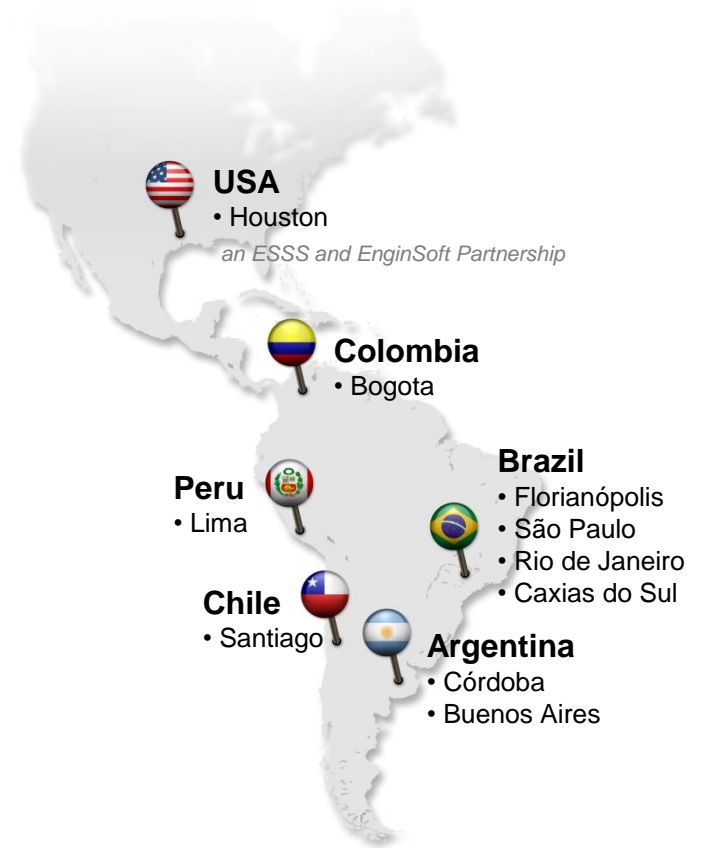 USA
• Houston
an ESSS and EnginSoft Partnership
Colombia
• Bogota
Brazil
• Florianópolis
• São Paulo
• Rio de Janeiro
• Caxias do Sul
Peru
• Lima
Chile
• Santiago
Argentina
• Córdoba
• Buenos Aires